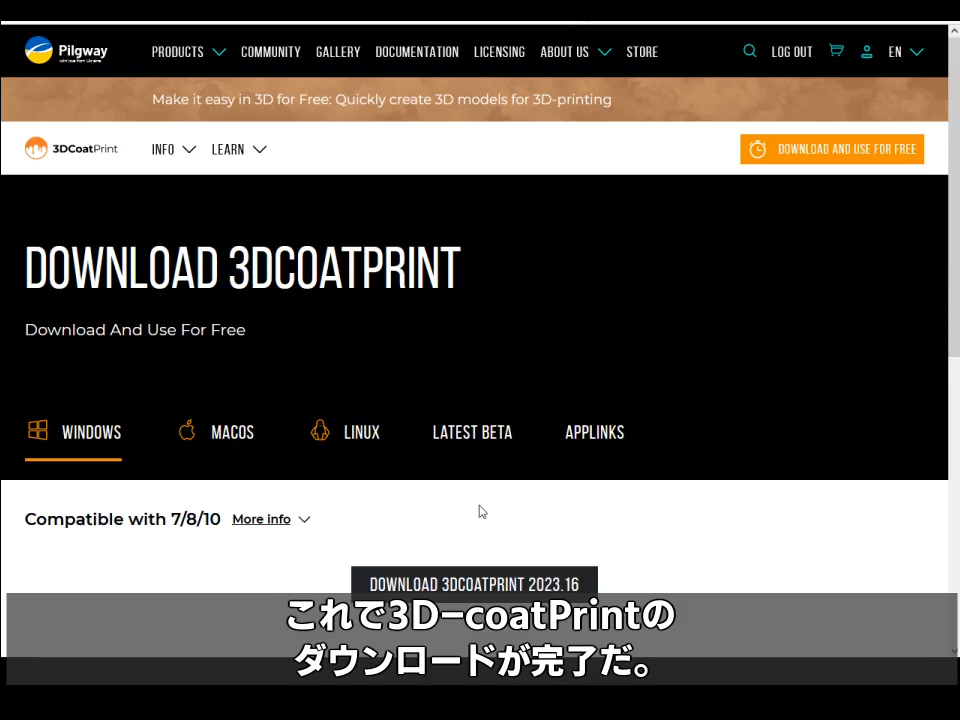 Pilgway
with love from Ukraine
PRODUCTS
COMMUNITY
GALLERY
DOCUMENTATION
LICENSING
ABOUT US
STORE
LOG OUT
EN
Make it easy in 3D for Free: Quickly create 3D models for 3D-printing
3DCoatPrint
INFO
LEARN
DOWNLOAD AND USE FOR FREE
DOWNLOAD 3DCOATPRINT
Download And Use For Free
WINDOWS
MACOS
LINUX
LATEST BETA
APPLINKS
Compatible with 7/8/10 More info
DOWNLOAD 3DCOATPRINT 2023.16
これで3D−coatPrintの
ダウンロードが完了だ。